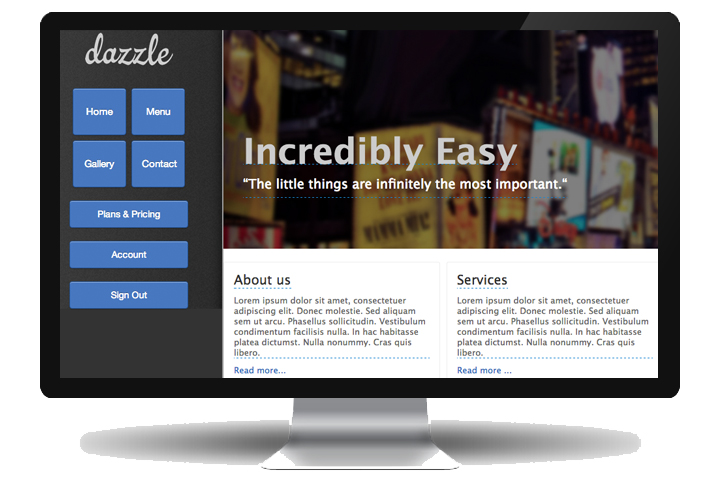 dazzle
Home
Menu
Gallery
Contact
Plans & Pricing
Account
Sign Out
Incredibly Easy
“The little things are infinitely the most important.“
About us
Lorem ipsum dolor sit amet, consectetuer
adipiscing elit. Donec molestie. Sed aliquam
sem ut arcu. Phasellus sollicitudin. Vestibulum
condimentum facilisis nulla. In hac habitasse
platea dictumst. Nulla nonummy. Cras quis
libero.
Read more...
Services
Lorem ipsum dolor sit amet, consectetuer
adipiscing elit. Donec molestie. Sed aliquam
sem ut arcu. Phasellus sollicitudin. Vestibulum
condimentum facilisis nulla. In hac habitasse
platea dictumst. Nulla nonummy. Cras quis
libero.
Read more ...